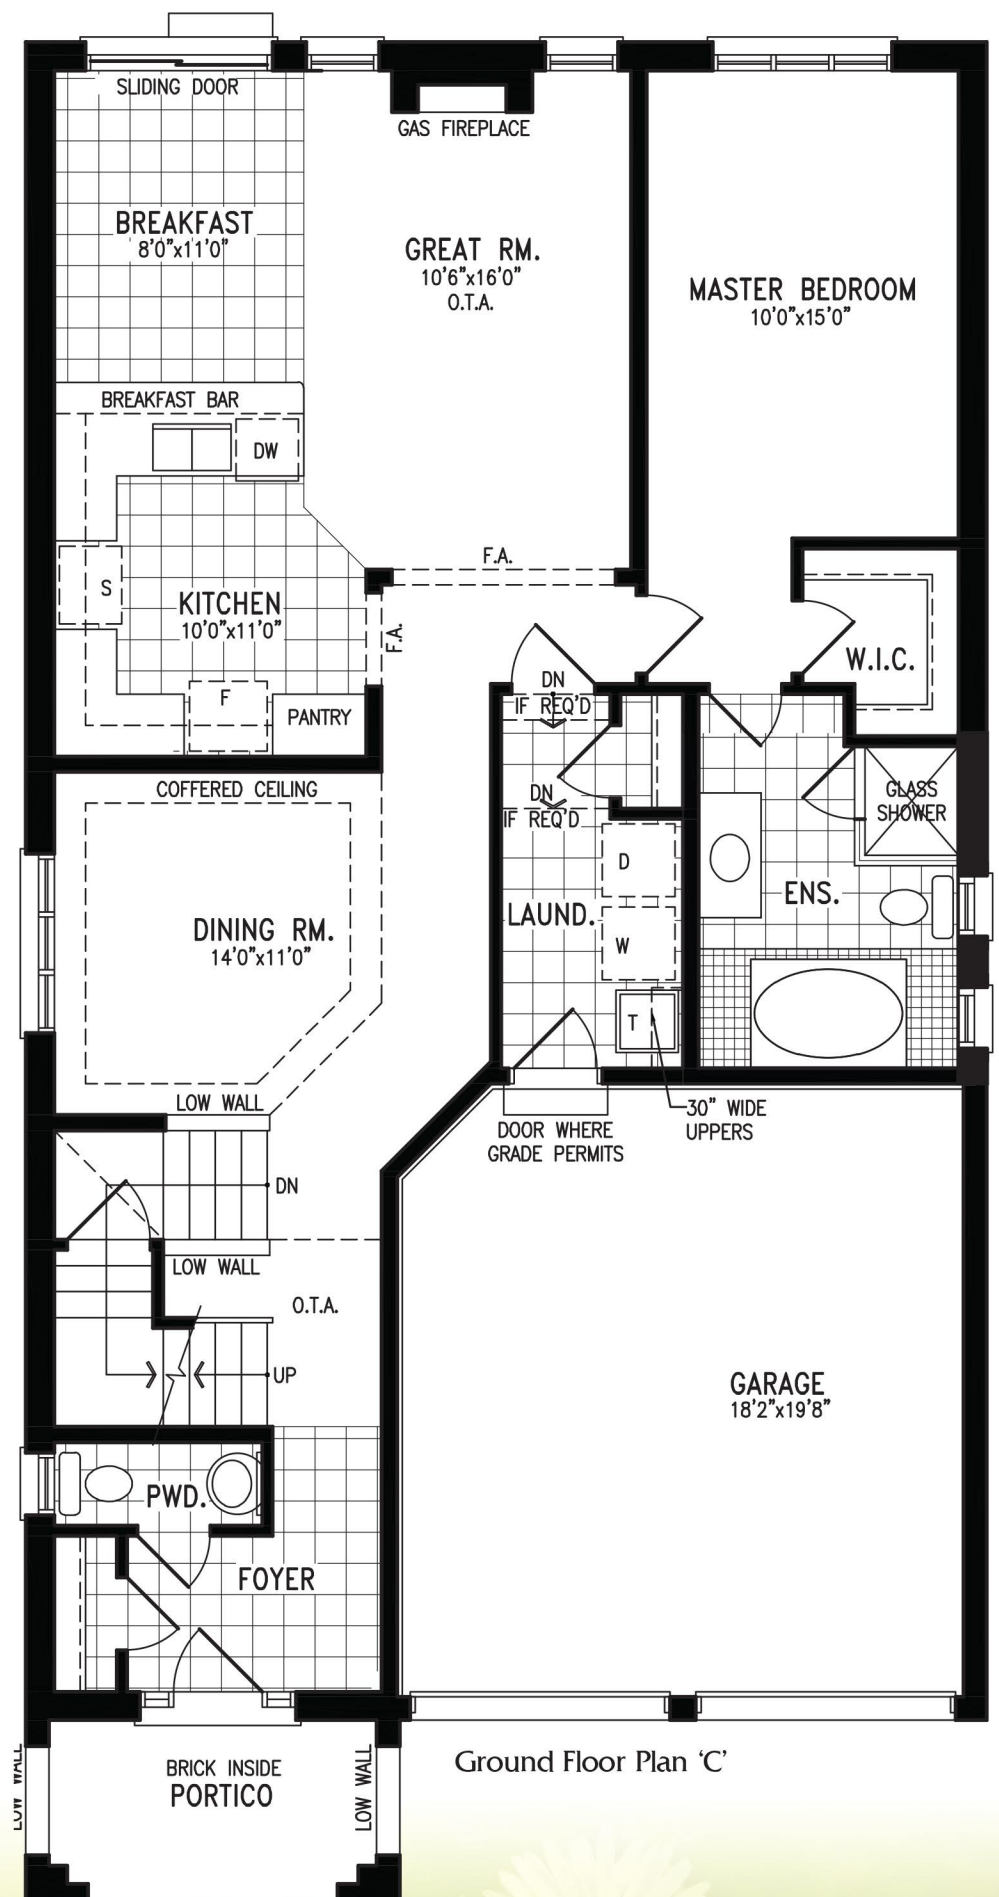 SLIDING DOOR
GAS FIREPLACE
BREAKFAST
8'0"x11'0"
GREAT RM.
10'6"x16'0"
O.T.A.
MASTER BEDROOM
10'0"x15'0"
BREAKFAST BAR
DW
F.A.
S
KITCHEN
10'0"x11'0"
F.A.
W.I.C.
F
PANTRY
DN
IF REQ'D
COFFERED CEILING
DN
IF REQ'D
GLASS
SHOWER
D
ENS.
LAUND.
DINING RM.
14'0"x11'0"
W
T
LOW WALL
30" WIDE
UPPERS
DOOR WHERE
GRADE PERMITS
DN
LOW WALL
O.T.A.
UP
GARAGE
18'2"x19'8"
PWD.
FOYER
Ground Floor Plan 'C'
LOW WALL
BRICK INSIDE
PORTICO
LOW WALL